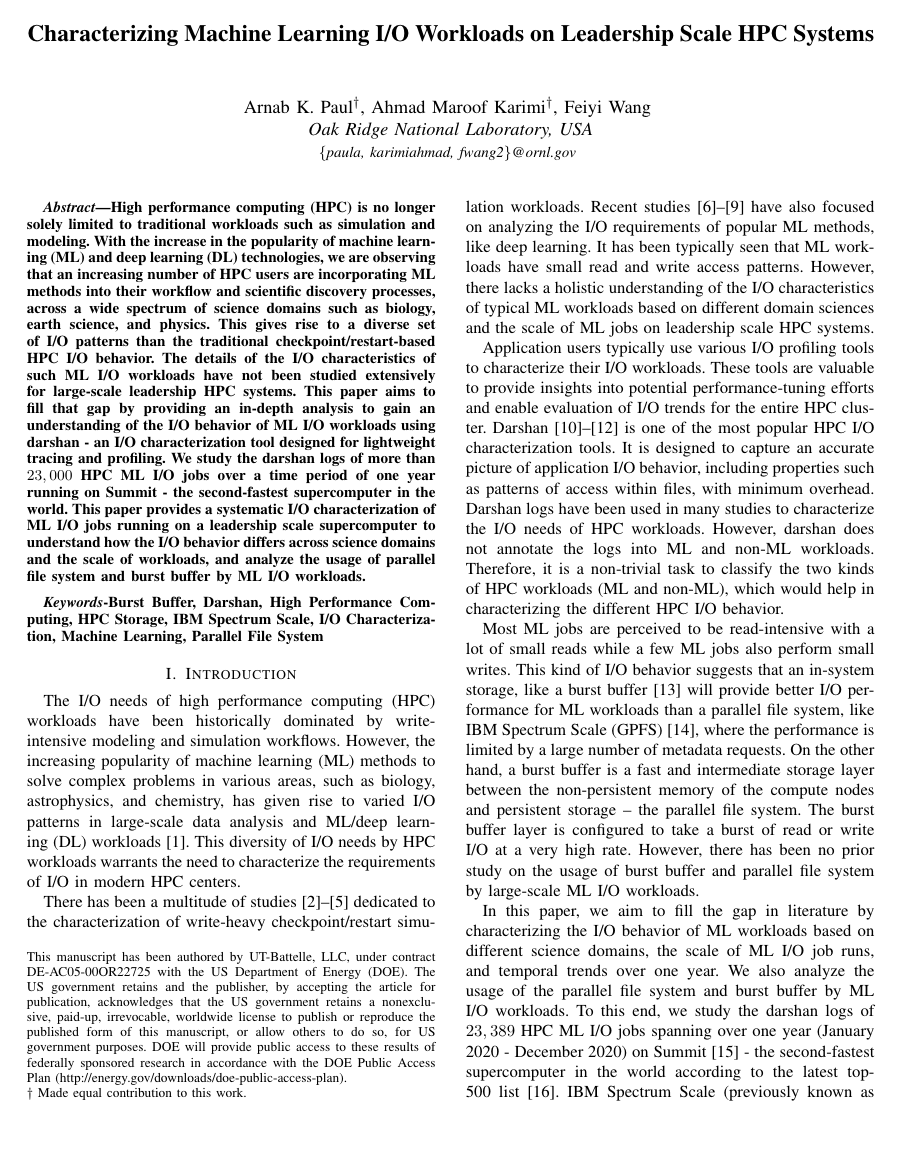 Characterizing Machine Learning I/O Workloads on Leadership Scale HPC Systems
Arnab K. Paul†, Ahmad Maroof Karimi†, Feiyi Wang
Oak Ridge National Laboratory, USA
{paula, karimiahmad, fwang2}@ornl.gov
Abstract—High performance computing (HPC) is no longer
solely limited to traditional workloads such as simulation and
modeling. With the increase in the popularity of machine learn-
ing (ML) and deep learning (DL) technologies, we are observing
that an increasing number of HPC users are incorporating ML
methods into their workflow and scientific discovery processes,
across a wide spectrum of science domains such as biology,
earth science, and physics. This gives rise to a diverse set
of I/O patterns than the traditional checkpoint/restart-based
HPC I/O behavior. The details of the I/O characteristics of
such ML I/O workloads have not been studied extensively
for large-scale leadership HPC systems. This paper aims to
fill that gap by providing an in-depth analysis to gain an
understanding of the I/O behavior of ML I/O workloads using
darshan - an I/O characterization tool designed for lightweight
tracing and profiling. We study the darshan logs of more than
23,000 HPC ML I/O jobs over a time period of one year
running on Summit - the second-fastest supercomputer in the
world. This paper provides a systematic I/O characterization of
ML I/O jobs running on a leadership scale supercomputer to
understand how the I/O behavior differs across science domains
and the scale of workloads, and analyze the usage of parallel
file system and burst buffer by ML I/O workloads.
Keywords-Burst Buffer, Darshan, High Performance Com-
puting, HPC Storage, IBM Spectrum Scale, I/O Characteriza-
tion, Machine Learning, Parallel File System
I. INTRODUCTION
The I/O needs of high performance computing (HPC)
workloads have been historically dominated by write-
intensive modeling and simulation workflows. However, the
increasing popularity of machine learning (ML) methods to
solve complex problems in various areas, such as biology,
astrophysics, and chemistry, has given rise to varied I/O
patterns in large-scale data analysis and ML/deep learn-
ing (DL) workloads [1]. This diversity of I/O needs by HPC
workloads warrants the need to characterize the requirements
of I/O in modern HPC centers.
There has been a multitude of studies [2]–[5] dedicated to
the characterization of write-heavy checkpoint/restart simu-
This manuscript has been authored by UT-Battelle, LLC, under contract
DE-AC05-00OR22725 with the US Department of Energy (DOE). The
US government retains and the publisher, by accepting the article for
publication, acknowledges that the US government retains a nonexclu-
sive, paid-up, irrevocable, worldwide license to publish or reproduce the
published form of this manuscript, or allow others to do so, for US
government purposes. DOE will provide public access to these results of
federally sponsored research in accordance with the DOE Public Access
Plan (http://energy.gov/downloads/doe-public-access-plan).
† Made equal contribution to this work.
lation workloads. Recent studies [6]–[9] have also focused
on analyzing the I/O requirements of popular ML methods,
like deep learning. It has been typically seen that ML work-
loads have small read and write access patterns. However,
there lacks a holistic understanding of the I/O characteristics
of typical ML workloads based on different domain sciences
and the scale of ML jobs on leadership scale HPC systems.
Application users typically use various I/O profiling tools
to characterize their I/O workloads. These tools are valuable
to provide insights into potential performance-tuning efforts
and enable evaluation of I/O trends for the entire HPC clus-
ter. Darshan [10]–[12] is one of the most popular HPC I/O
characterization tools. It is designed to capture an accurate
picture of application I/O behavior, including properties such
as patterns of access within files, with minimum overhead.
Darshan logs have been used in many studies to characterize
the I/O needs of HPC workloads. However, darshan does
not annotate the logs into ML and non-ML workloads.
Therefore, it is a non-trivial task to classify the two kinds
of HPC workloads (ML and non-ML), which would help in
characterizing the different HPC I/O behavior.
Most ML jobs are perceived to be read-intensive with a
lot of small reads while a few ML jobs also perform small
writes. This kind of I/O behavior suggests that an in-system
storage, like a burst buffer [13] will provide better I/O per-
formance for ML workloads than a parallel file system, like
IBM Spectrum Scale (GPFS) [14], where the performance is
limited by a large number of metadata requests. On the other
hand, a burst buffer is a fast and intermediate storage layer
between the non-persistent memory of the compute nodes
and persistent storage – the parallel file system. The burst
buffer layer is configured to take a burst of read or write
I/O at a very high rate. However, there has been no prior
study on the usage of burst buffer and parallel file system
by large-scale ML I/O workloads.
In this paper, we aim to fill the gap in literature by
characterizing the I/O behavior of ML workloads based on
different science domains, the scale of ML I/O job runs,
and temporal trends over one year. We also analyze the
usage of the parallel file system and burst buffer by ML
I/O workloads. To this end, we study the darshan logs of
23,389 HPC ML I/O jobs spanning over one year (January
2020 - December 2020) on Summit [15] - the second-fastest
supercomputer in the world according to the latest top-
500 list [16]. IBM Spectrum Scale (previously known as